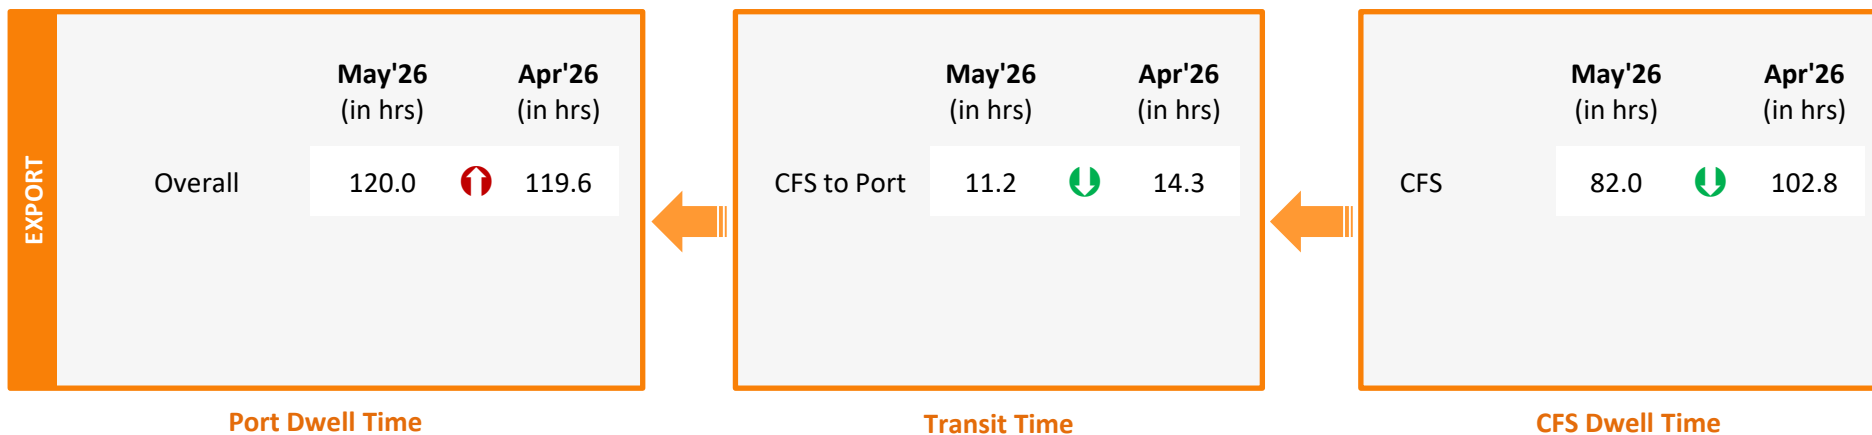 EXPORT
May'26 Apr'26
(in hrs) (in hrs)
Overall 120.0 119.6
Port Dwell Time
May'26 Apr'26
(in hrs) (in hrs)
CFS to Port 11.2 14.3
Transit Time
May'26 Apr'26
(in hrs) (in hrs)
CFS 82.0 102.8
CFS Dwell Time